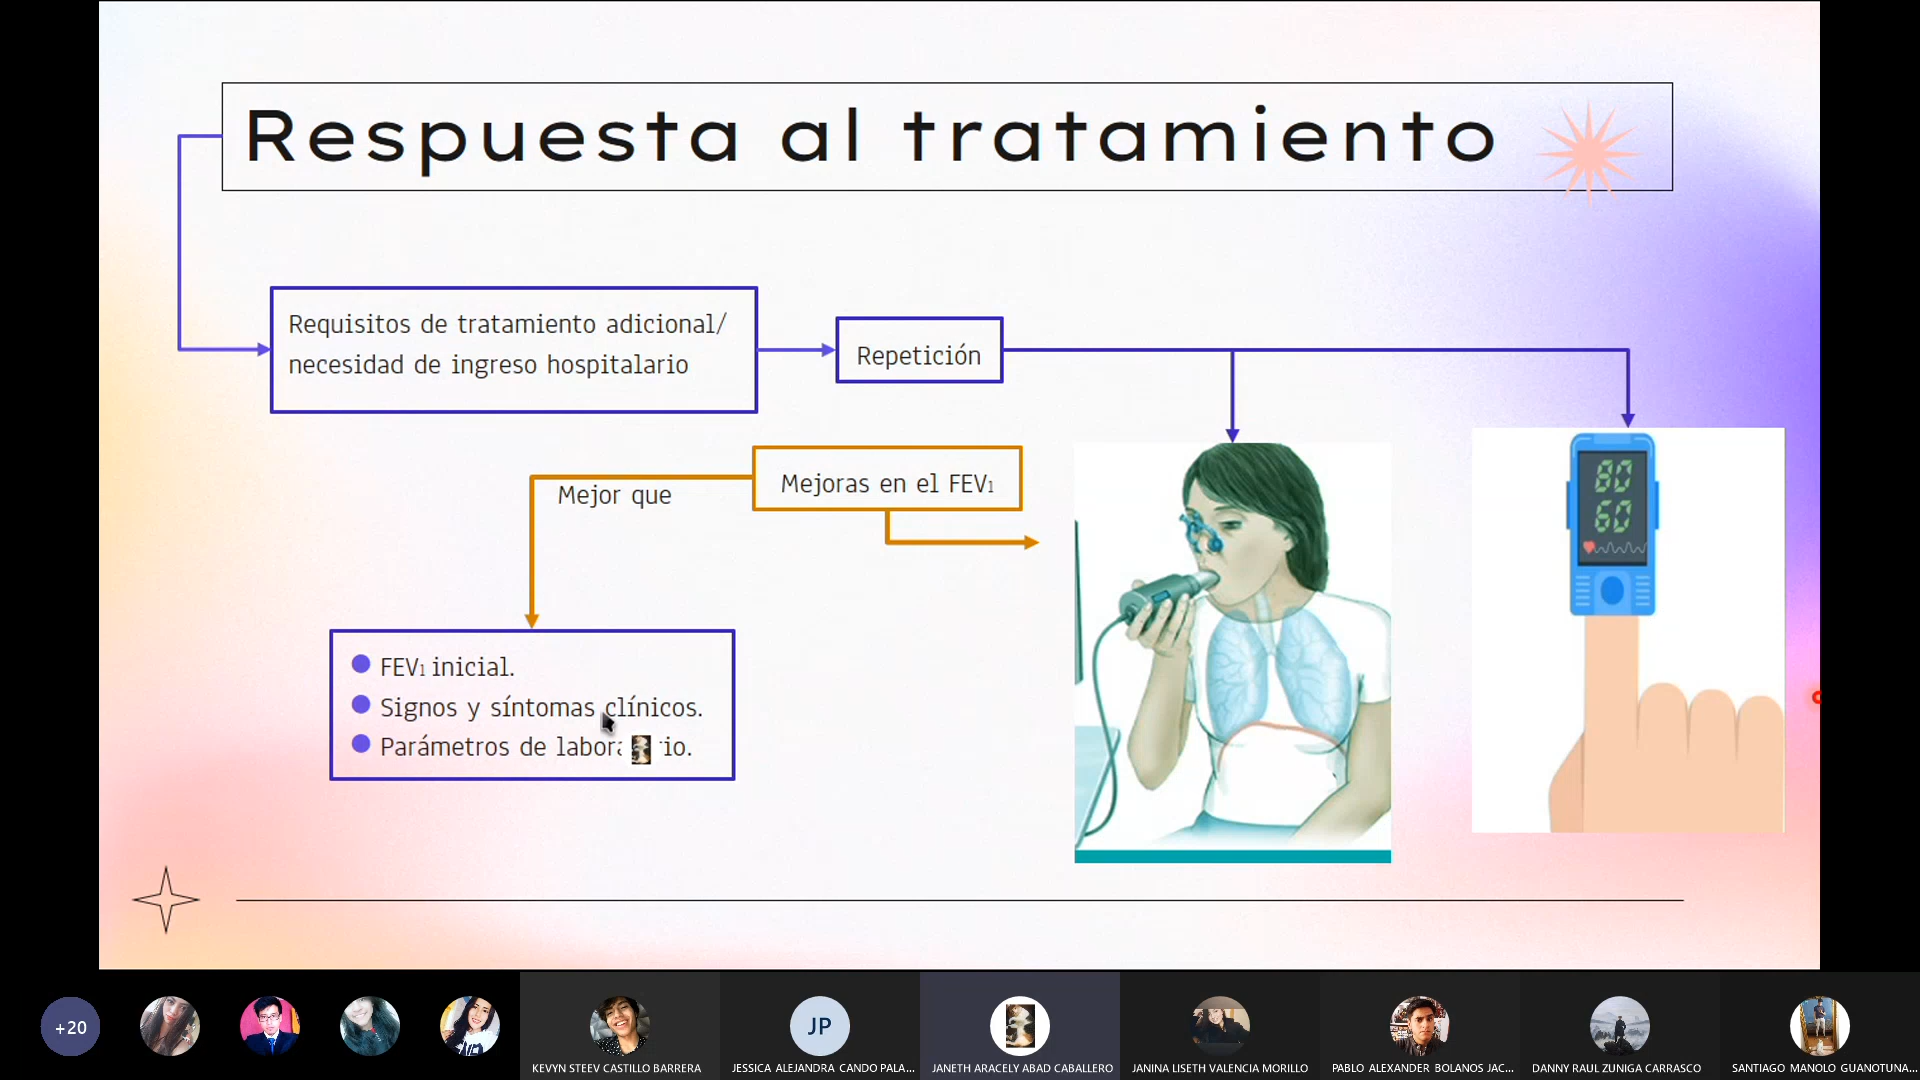 Respuesta al tratamiento
Requisitos de tratamiento adicional/
necesidad de ingreso hospitalario
Repetición
Mejoras en el FEV₁
Mejor que
80
60
FEV₁ inicial.
Signos y síntomas clínicos.
Parámetros de
+20
JP
KEVYN STEEV CASTILLO BARRERA
JESSICA ALEJANDRA CANDO PALA...
JANETH ARACELY ABAD CABALLERO
JANINA LISETH VALENCIA MORILLO
PABLO ALEXANDER BOLANOS JAC...
DANNY RAUL ZUNIGA CARRASCO
SANTIAGO MANOLO GUANOTUNA...